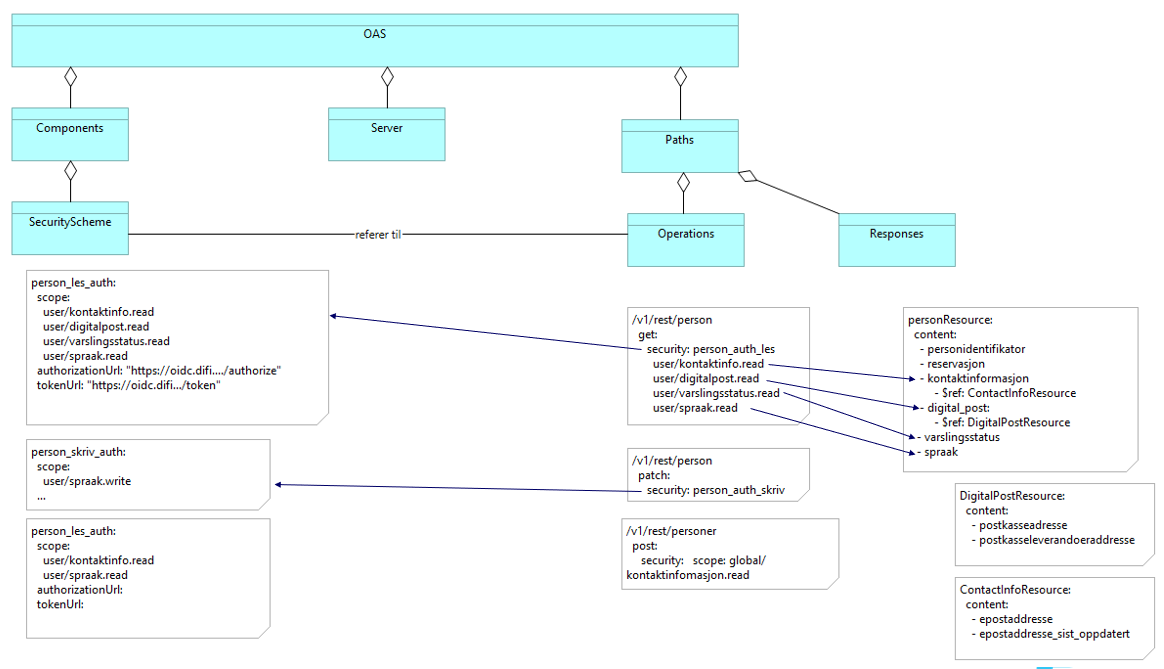 OAS
Components
Server
Paths
SecurityScheme
referer til
Operations
Responses
person_les_auth:
scope:
user/kontaktinfo.read
user/digitalpost.read
user/varslingsstatus.read
user/spraak.read
authorizationUrl: "https://oidc.difi..../authorize"
tokenUrl: "https://oidc.difi.../token"
person_skriv_auth:
scope:
user/spraak.write
...
person_les_auth:
scope:
user/kontaktinfo.read
user/spraak.read
authorizationUrl:
tokenUrl:
/v1/rest/person
get:
security: person_auth_les
user/kontaktinfo.read
user/digitalpost.read
user/varslingsstatus.read
user/spraak.read
/v1/rest/person
patch:
security: person_auth_skriv
/v1/rest/personer
post:
security: scope: global/
kontaktinfomasjon.read
personResource:
content:
- personidentifikator
- reservasjon
- kontaktinformasjon
- $ref: ContactInfoResource
- digital_post:
- $ref: DigitalPostResource
- varslingsstatus
- spraak
DigitalPostResource:
content:
- postkasseadresse
- postkasseleverandoeraddresse
ContactInfoResource:
content:
- epostaddresse
- epostaddresse_sist_oppdatert